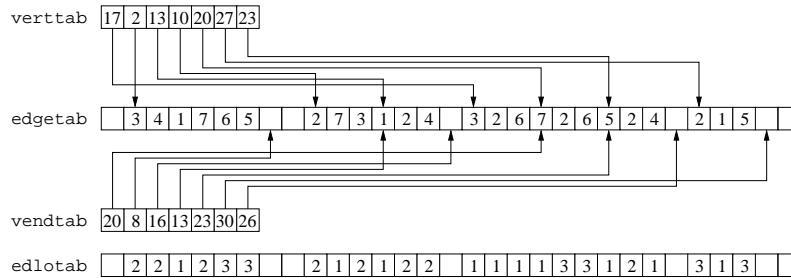 verttab 17 2 13 10 20 27 23
edgetab 3 4 1 7 6 5 2 7 3 1 2 4 3 2 6 7 2 6 5 2 4 2 1 5
vendtab 20 8 16 13 23 30 26
edlotab 2 2 1 2 3 3 2 1 2 1 2 2 1 1 1 1 3 3 1 2 1 3 1 3